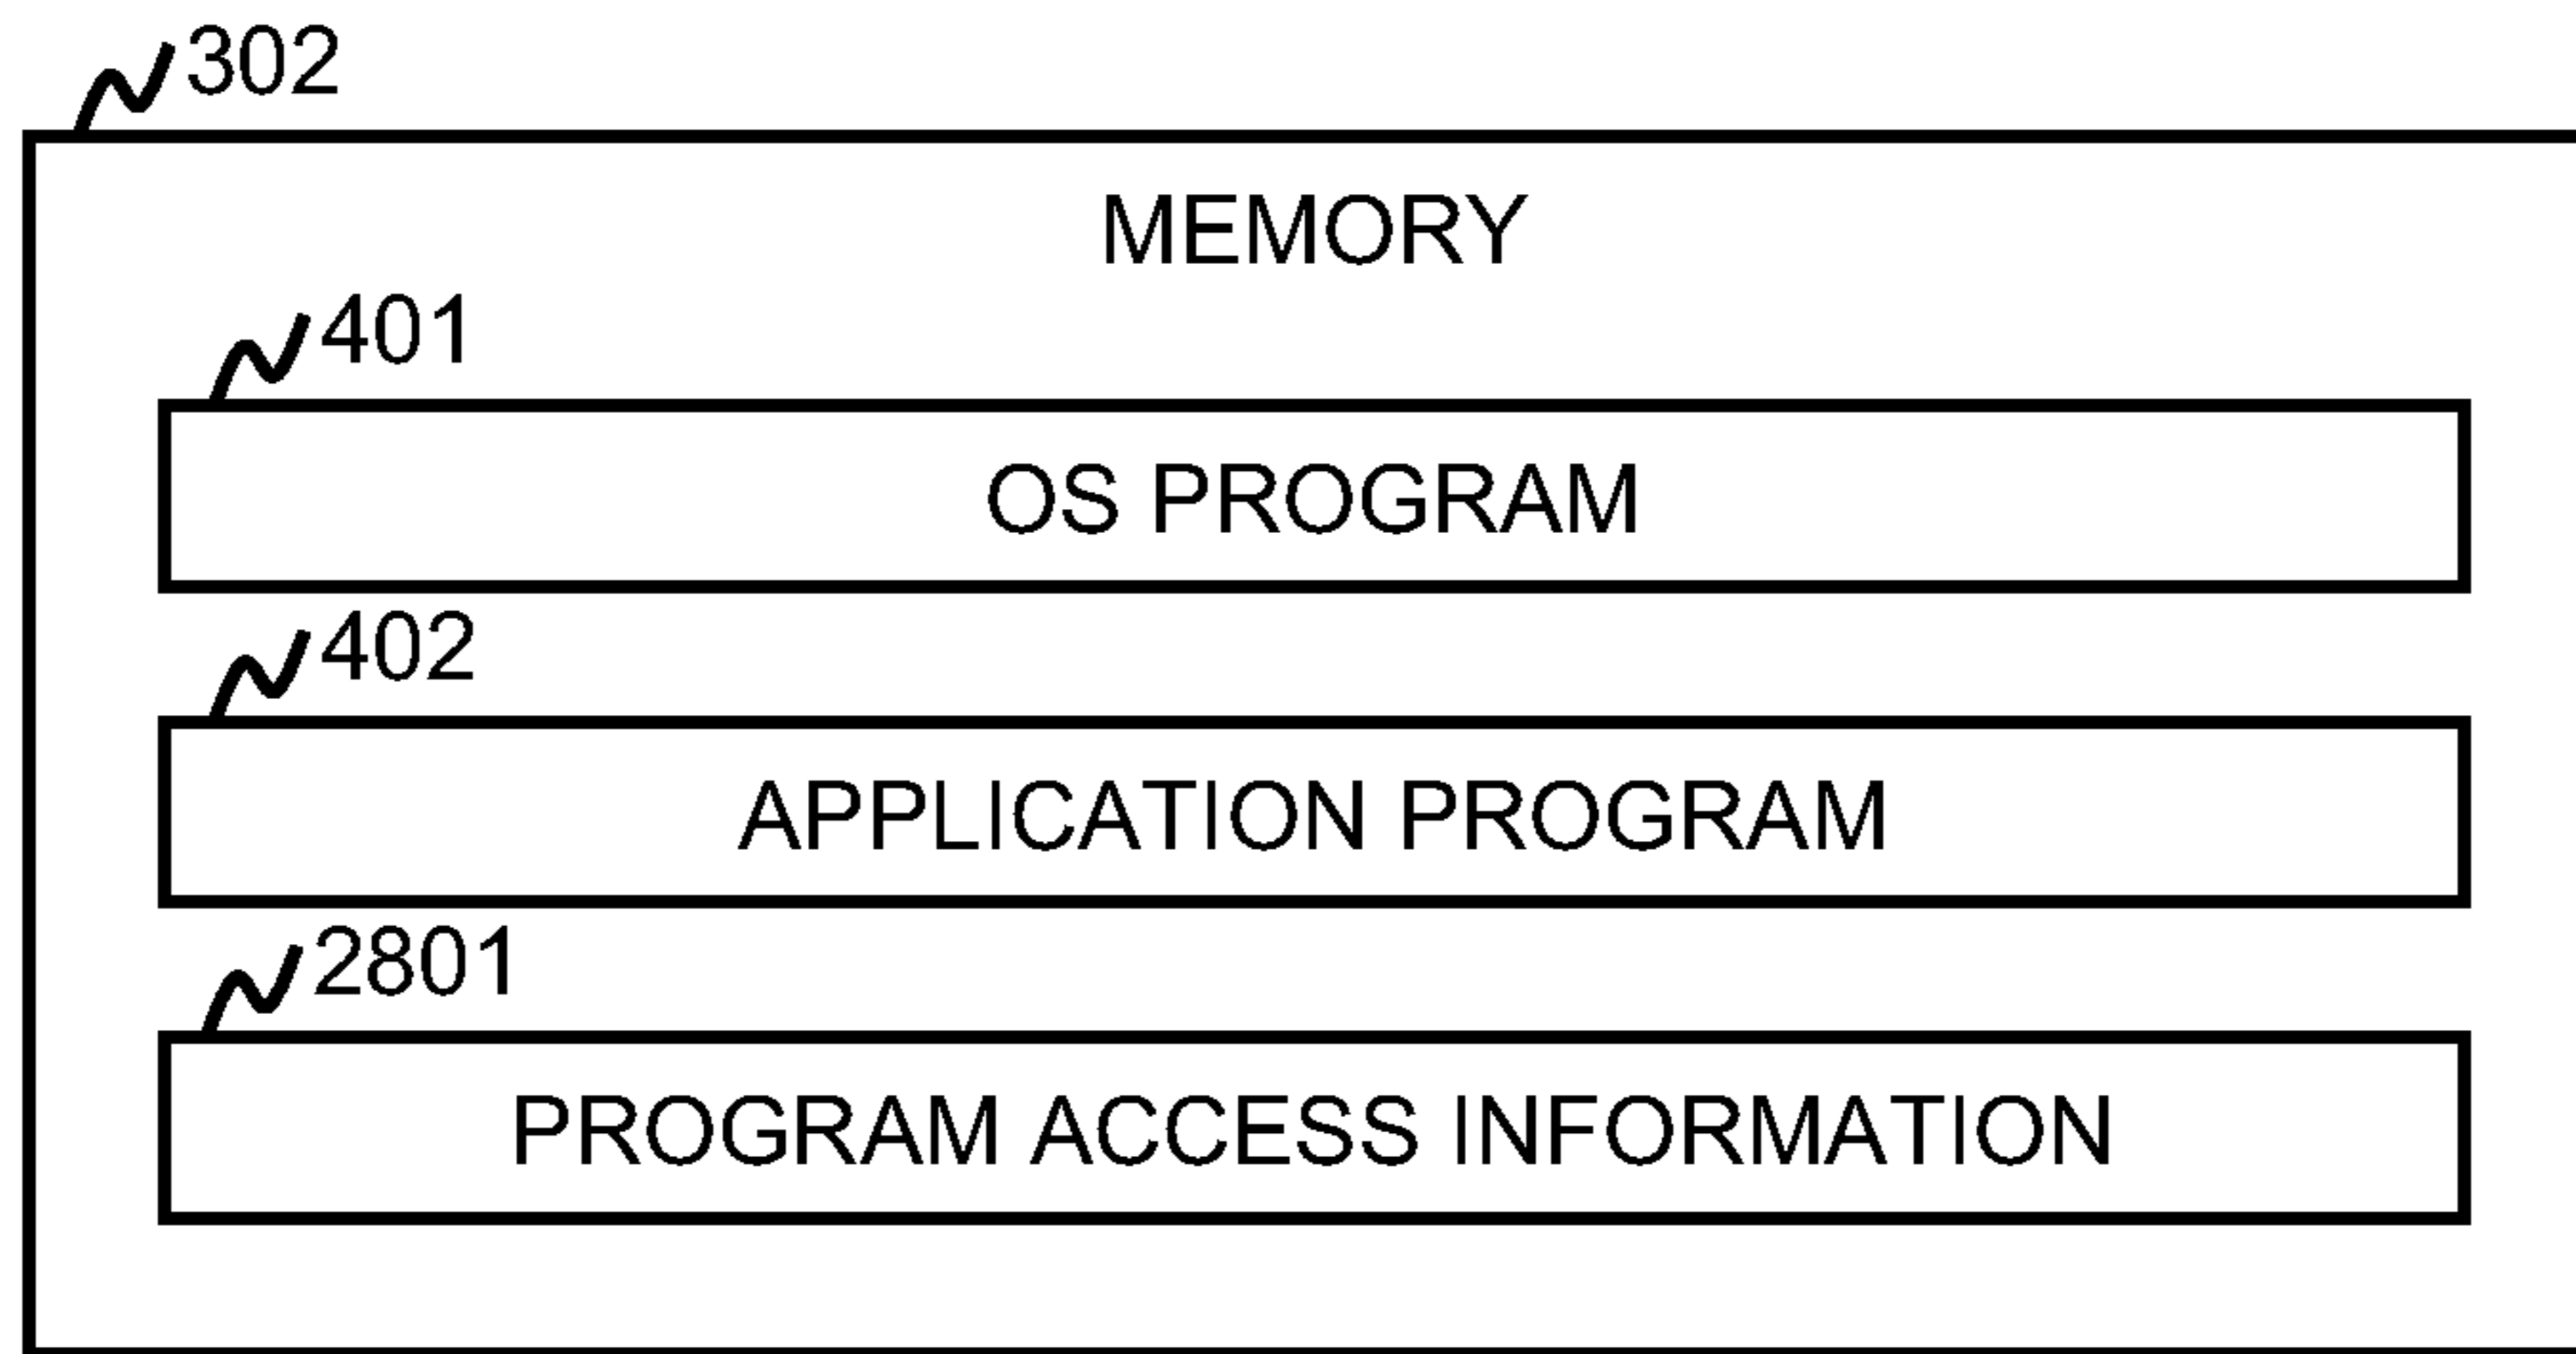 302
MEMORY
401
OS PROGRAM
402
APPLICATION PROGRAM
2801
PROGRAM ACCESS INFORMATION